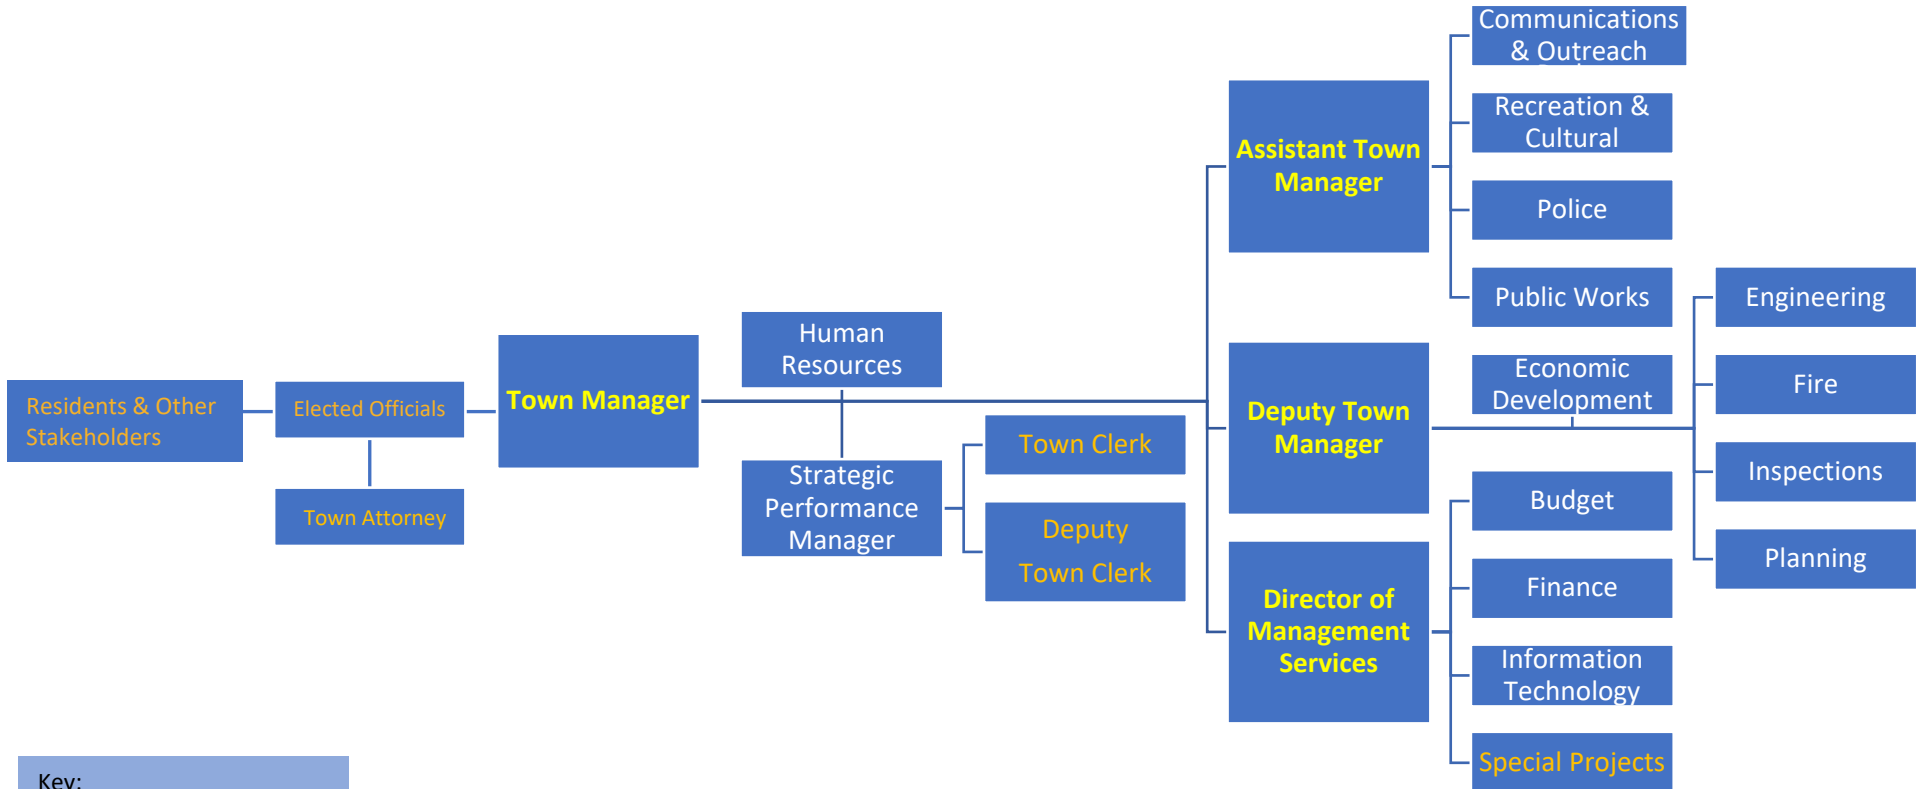 Residents & Other
Stakeholders
Elected Officials
Town Attorney
Town Manager
Human
Resources
Strategic
Performance
Manager
Town Clerk
Deputy
Town Clerk
Assistant Town
Manager
Communications
& Outreach
Recreation &
Cultural
Police
Public Works
Deputy Town
Manager
Economic
Development
Engineering
Fire
Inspections
Planning
Director of
Management
Services
Budget
Finance
Information
Technology
Special Projects
Key: